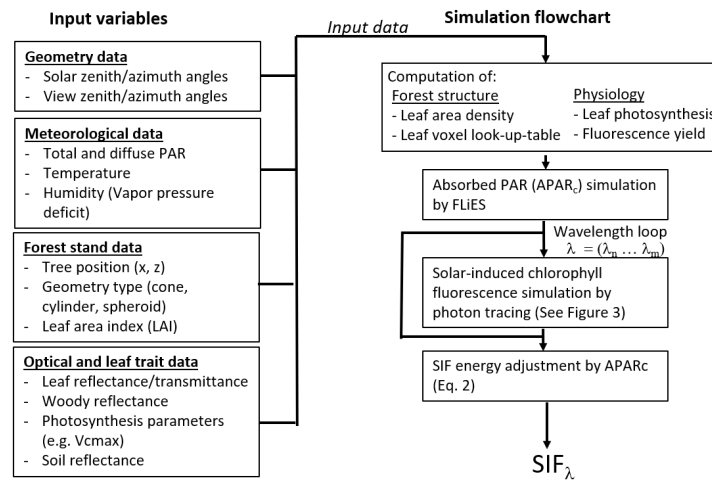 Input variables
Geometry data
- Solar zenith/azimuth angles
- View zenith/azimuth angles
Meteorological data
- Total and diffuse PAR
- Temperature
- Humidity (Vapor pressure
deficit)
Forest stand data
- Tree position (x, z)
- Geometry type (cone,
cylinder, spheroid)
- Leaf area index (LAI)
Optical and leaf trait data
- Leaf reflectance/transmittance
- Woody reflectance
- Photosynthesis parameters
(e.g. Vcmax)
- Soil reflectance
Input data
Simulation flowchart
Computation of:
Forest structure
- Leaf area density
- Leaf voxel look-up-table
Physiology
- Leaf photosynthesis
- Fluorescence yield
Absorbed PAR (APARc) simulation
by FLiES
Wavelength loop
λ = (λn ... λm)
Solar-induced chlorophyll
fluorescence simulation by
photon tracing (See Figure 3)
SIF energy adjustment by APARc
(Eq. 2)
SIFλ